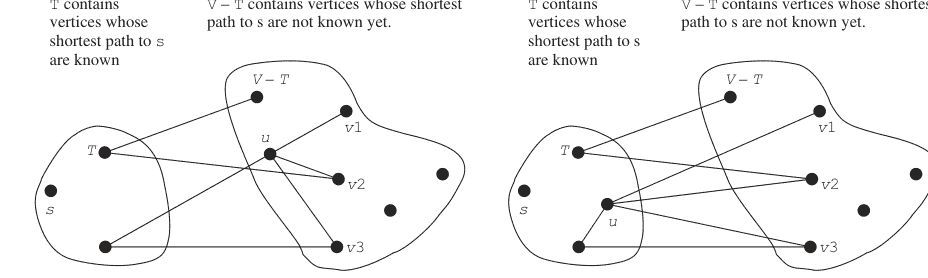 T contains
vertices whose
shortest path to s
are known
V – T contains vertices whose shortest
path to s are not known yet.
V – T
v1
u
T
v2
s
v3
T contains
vertices whose
shortest path to s
are known
V – T contains vertices whose shortest
path to s are not known yet.
V – T
v1
T
v2
s
u
v3